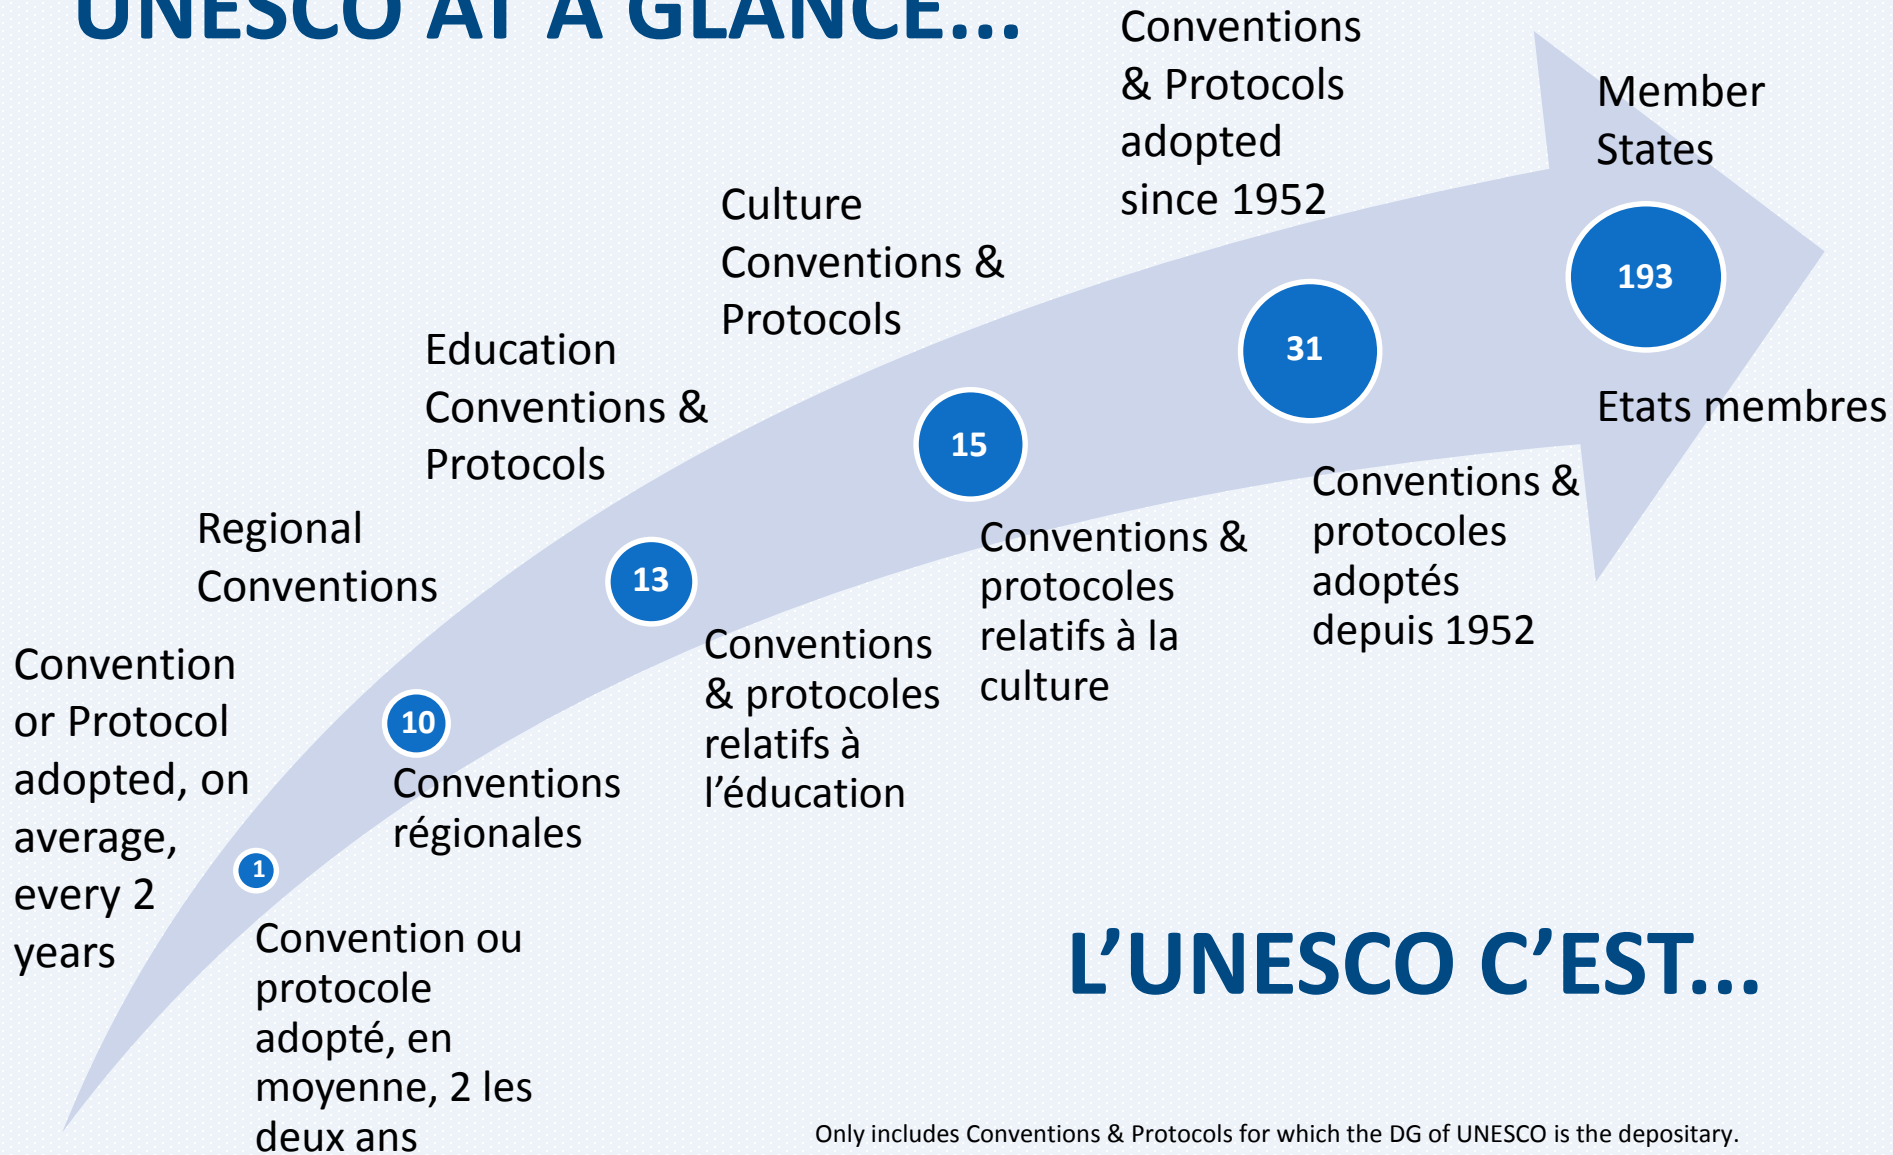 UNESCO AT A GLANCE...
Convention
or Protocol
adopted, on
average,
every 2
years
1
Convention ou
protocole
adopté, en
moyenne, 2 les
deux ans
Regional
Conventions
10
Conventions
régionales
Education
Conventions &
Protocols
13
Conventions
& protocoles
relatifs à
l’éducation
Culture
Conventions &
Protocols
15
Conventions &
protocoles
relatifs à la
culture
Conventions
& Protocols
adopted
since 1952
31
Conventions &
protocoles
adoptés
depuis 1952
Member
States
193
Etats membres
L’UNESCO C’EST...
Only includes Conventions & Protocols for which the DG of UNESCO is the depositary.